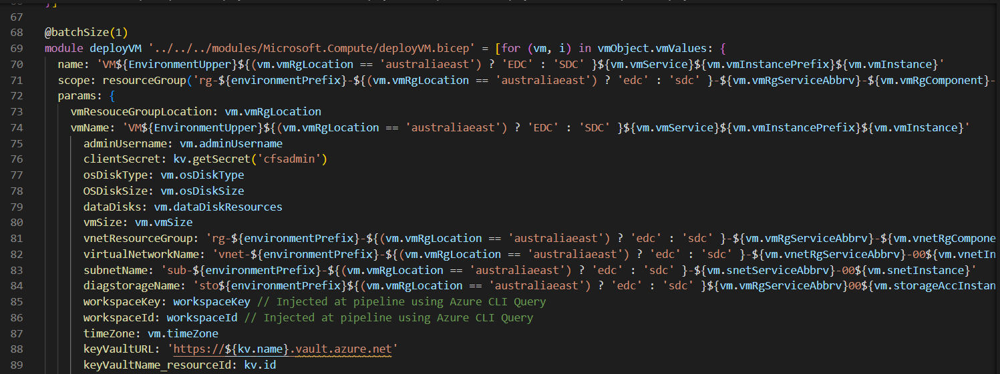 67
68 @batchSize(1)
69 module deployVM '../../../modules/Microsoft.Compute/deployVM.bicep' = [for (vm, i) in vmObject.vmValues: {
70 name: 'VM${EnvironmentUpper}${(vm.vmRgLocation == 'australiaeast') ? 'EDC' : 'SDC' }${vm.vmService}${vm.vmInstancePrefix}${vm.vmInstance}'
71 scope: resourceGroup('rg-${environmentPrefix}-${(vm.vmRgLocation == 'australiaeast') ? 'edc' : 'sdc' }-${vm.vmRgServiceAbbrv}-${vm.vmRgComponent}-
72 params: {
73 vmResouceGroupLocation: vm.vmRgLocation
74 vmName: 'VM${EnvironmentUpper}${(vm.vmRgLocation == 'australiaeast') ? 'EDC' : 'SDC' }${vm.vmService}${vm.vmInstancePrefix}${vm.vmInstance}'
75 adminUsername: vm.adminUsername
76 clientSecret: kv.getSecret('cfsadmin')
77 osDiskType: vm.osDiskType
78 OSDiskSize: vm.osDiskSize
79 dataDisks: vm.dataDiskResources
80 vmSize: vm.vmSize
81 vnetResourceGroup: 'rg-${environmentPrefix}-${(vm.vmRgLocation == 'australiaeast') ? 'edc' : 'sdc' }-${vm.vmRgServiceAbbrv}-${vm.vnetRgCompone
82 virtualNetworkName: 'vnet-${environmentPrefix}-${(vm.vmRgLocation == 'australiaeast') ? 'edc' : 'sdc' }-${vm.vnetRgServiceAbbrv}-00${vm.vnetIn
83 subnetName: 'sub-${environmentPrefix}-${(vm.vmRgLocation == 'australiaeast') ? 'edc' : 'sdc' }-${vm.snetServiceAbbrv}-00${vm.snetInstance}'
84 diagstorageName: 'sto${environmentPrefix}${(vm.vmRgLocation == 'australiaeast') ? 'edc' : 'sdc' }${vm.vmRgServiceAbbrv}00${vm.storageAccInstan
85 workspaceKey: workspaceKey // Injected at pipeline using Azure CLI Query
86 workspaceId: workspaceId // Injected at pipeline using Azure CLI Query
87 timeZone: vm.timeZone
88 keyVaultURL: 'https://${kv.name}.vault.azure.net'
89 keyVaultName_resourceId: kv.id